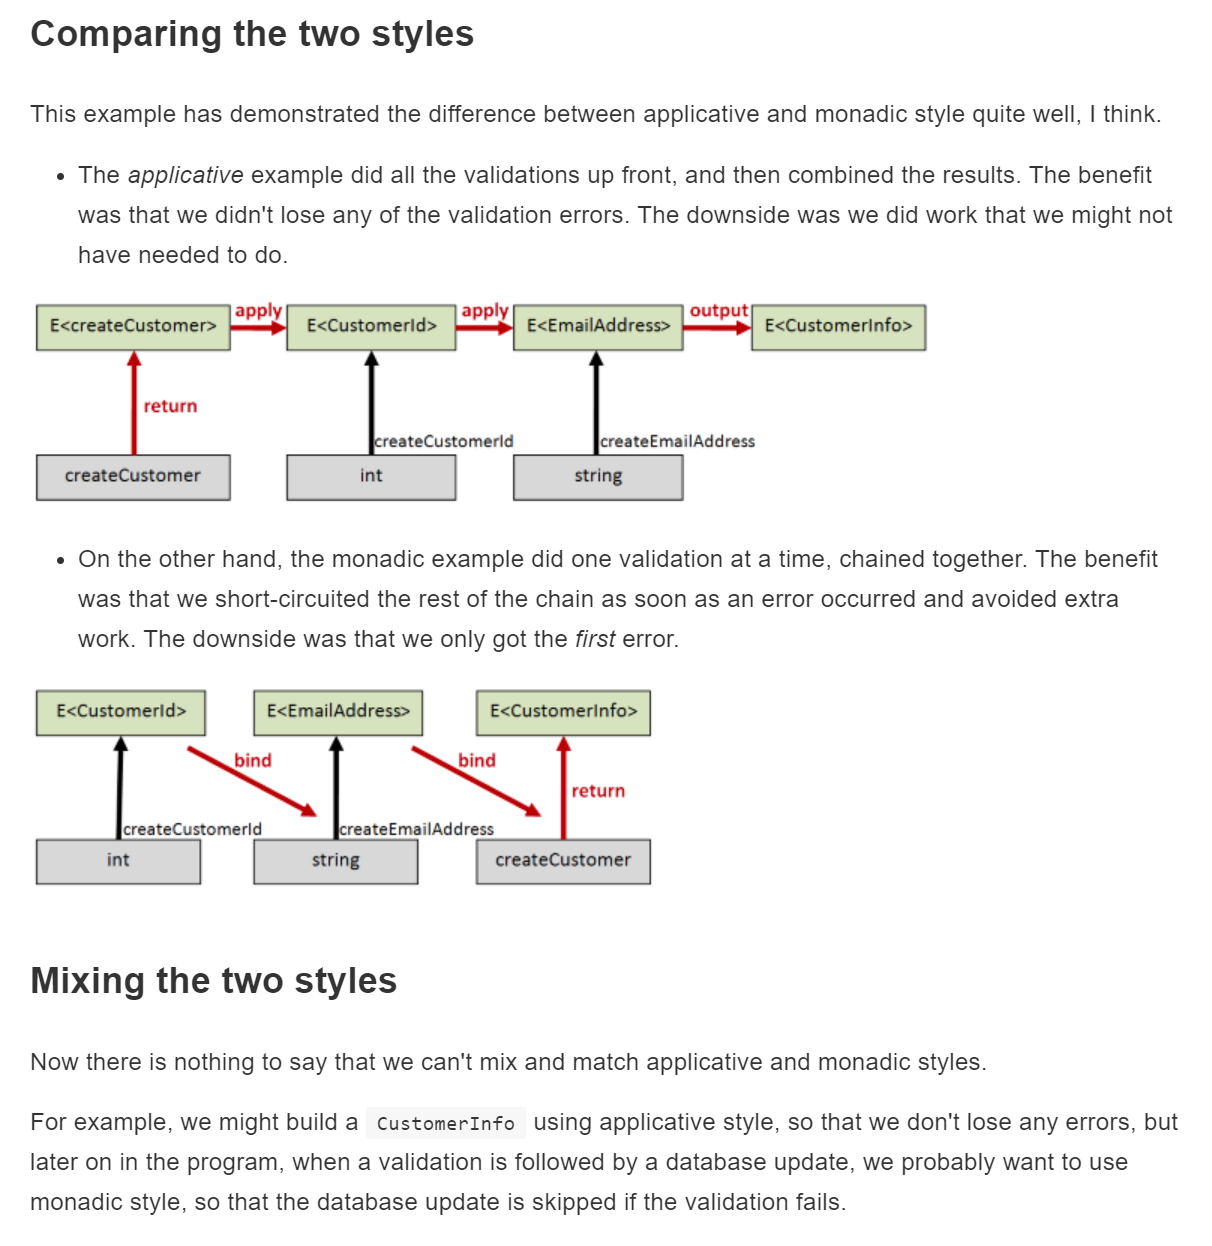 Comparing the two styles
This example has demonstrated the difference between applicative and monadic style quite well, I think.
• The applicative example did all the validations up front, and then combined the results. The benefit
was that we didn't lose any of the validation errors. The downside was we did work that we might not
have needed to do.
E<createCustomer> apply E<CustomerId> apply E<EmailAddress> output E<CustomerInfo>
return
createCustomerId createEmailAddress
createCustomer int string
• On the other hand, the monadic example did one validation at a time, chained together. The benefit
was that we short-circuited the rest of the chain as soon as an error occurred and avoided extra
work. The downside was that we only got the first error.
E<CustomerId> E<EmailAddress> E<CustomerInfo>
bind bind
return
createCustomerId createEmailAddress
int string createCustomer
Mixing the two styles
Now there is nothing to say that we can't mix and match applicative and monadic styles.
For example, we might build a CustomerInfo using applicative style, so that we don't lose any errors, but
later on in the program, when a validation is followed by a database update, we probably want to use
monadic style, so that the database update is skipped if the validation fails.